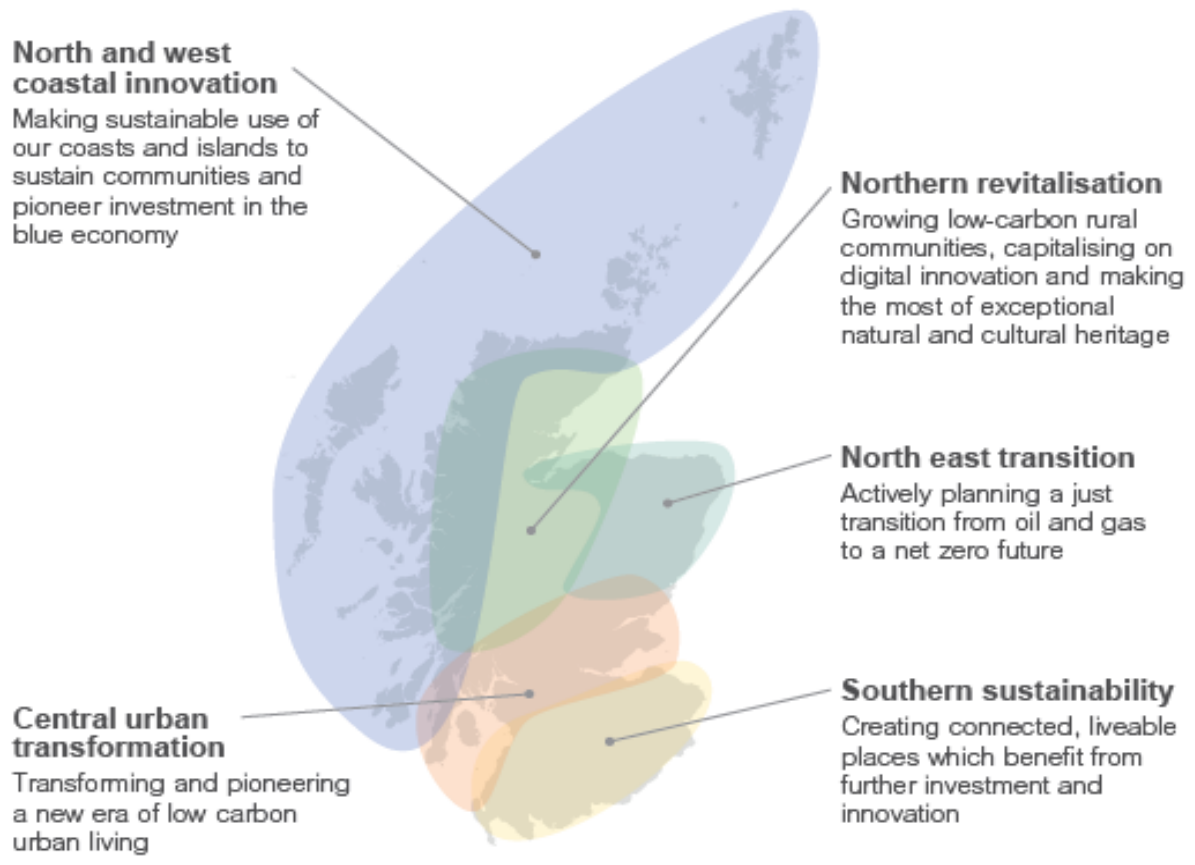 North and west
coastal innovation
Making sustainable use of
our coasts and islands to
sustain communities and
pioneer investment in the
blue economy
Northern revitalisation
Growing low-carbon rural
communities, capitalising on
digital innovation and making
the most of exceptional
natural and cultural heritage
North east transition
Actively planning a just
transition from oil and gas
to a net zero future
Central urban
transformation
Transforming and pioneering
a new era of low carbon
urban living
Southern sustainability
Creating connected, liveable
places which benefit from
further investment and
innovation